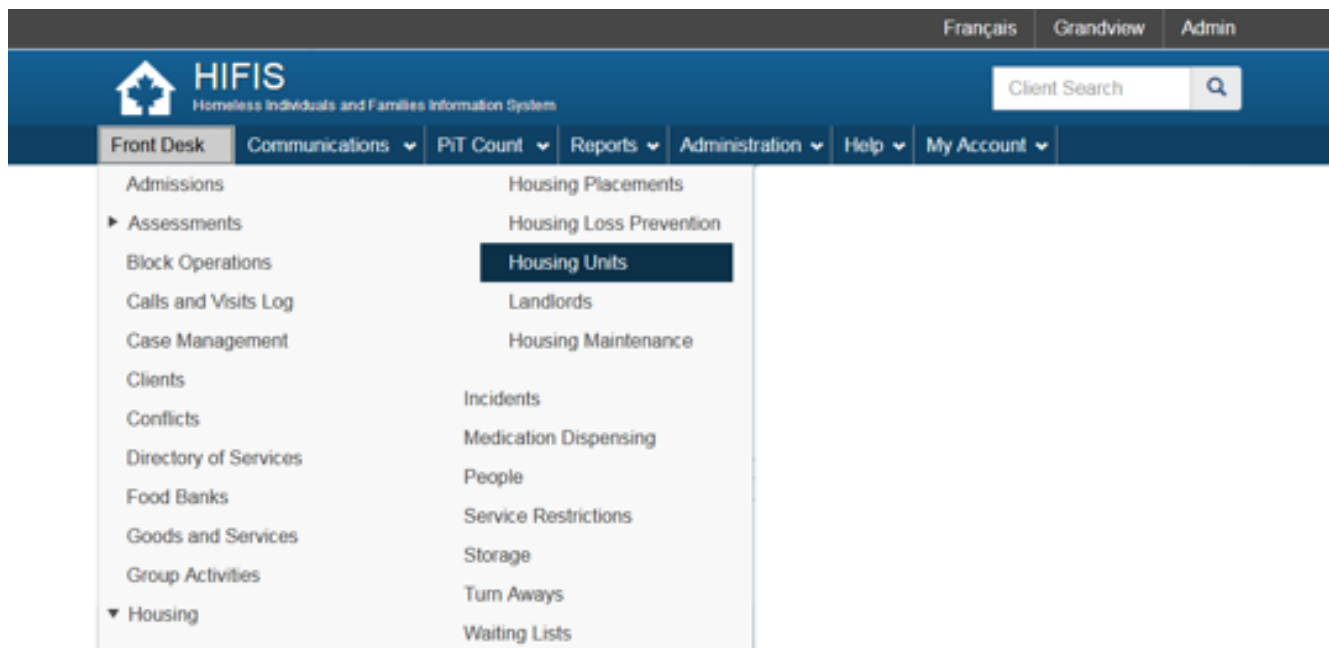 Français Grandview Admin
HIFIS
Homeless Individuals and Families Information System
Client Search
Front Desk Communications PiT Count Reports Administration Help My Account
Admissions
Assessments
Block Operations
Calls and Visits Log
Case Management
Clients
Conflicts
Directory of Services
Food Banks
Goods and Services
Group Activities
Housing
Housing Placements
Housing Loss Prevention
Housing Units
Landlords
Housing Maintenance
Incidents
Medication Dispensing
People
Service Restrictions
Storage
Turn Aways
Waiting Lists